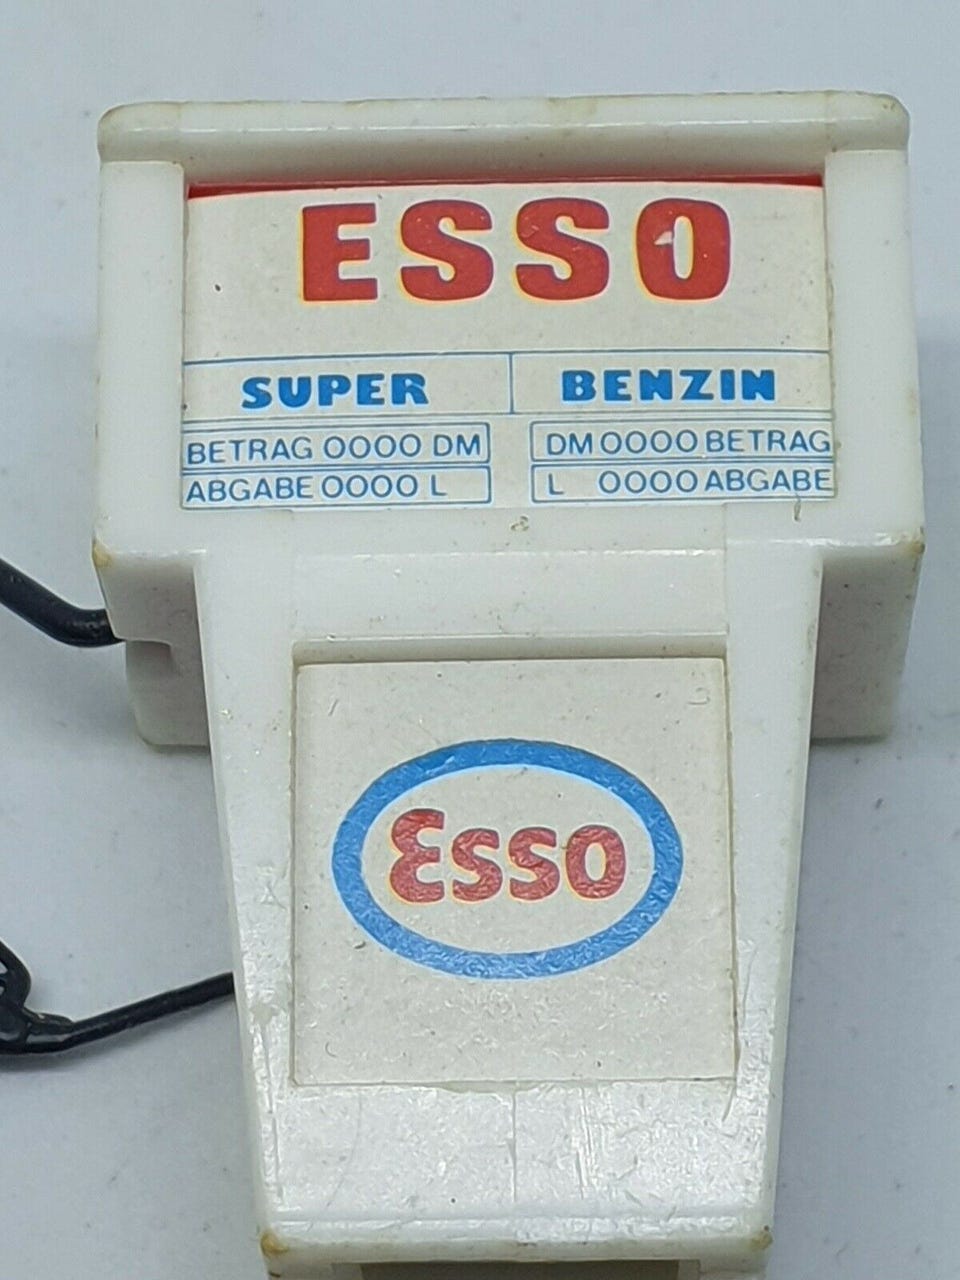 ESSO
SUPER BENZIN
BETRAG 0000 DM DM 0000 BETRAG
ABGABE 0000 L L 0000 ABGABE
Esso